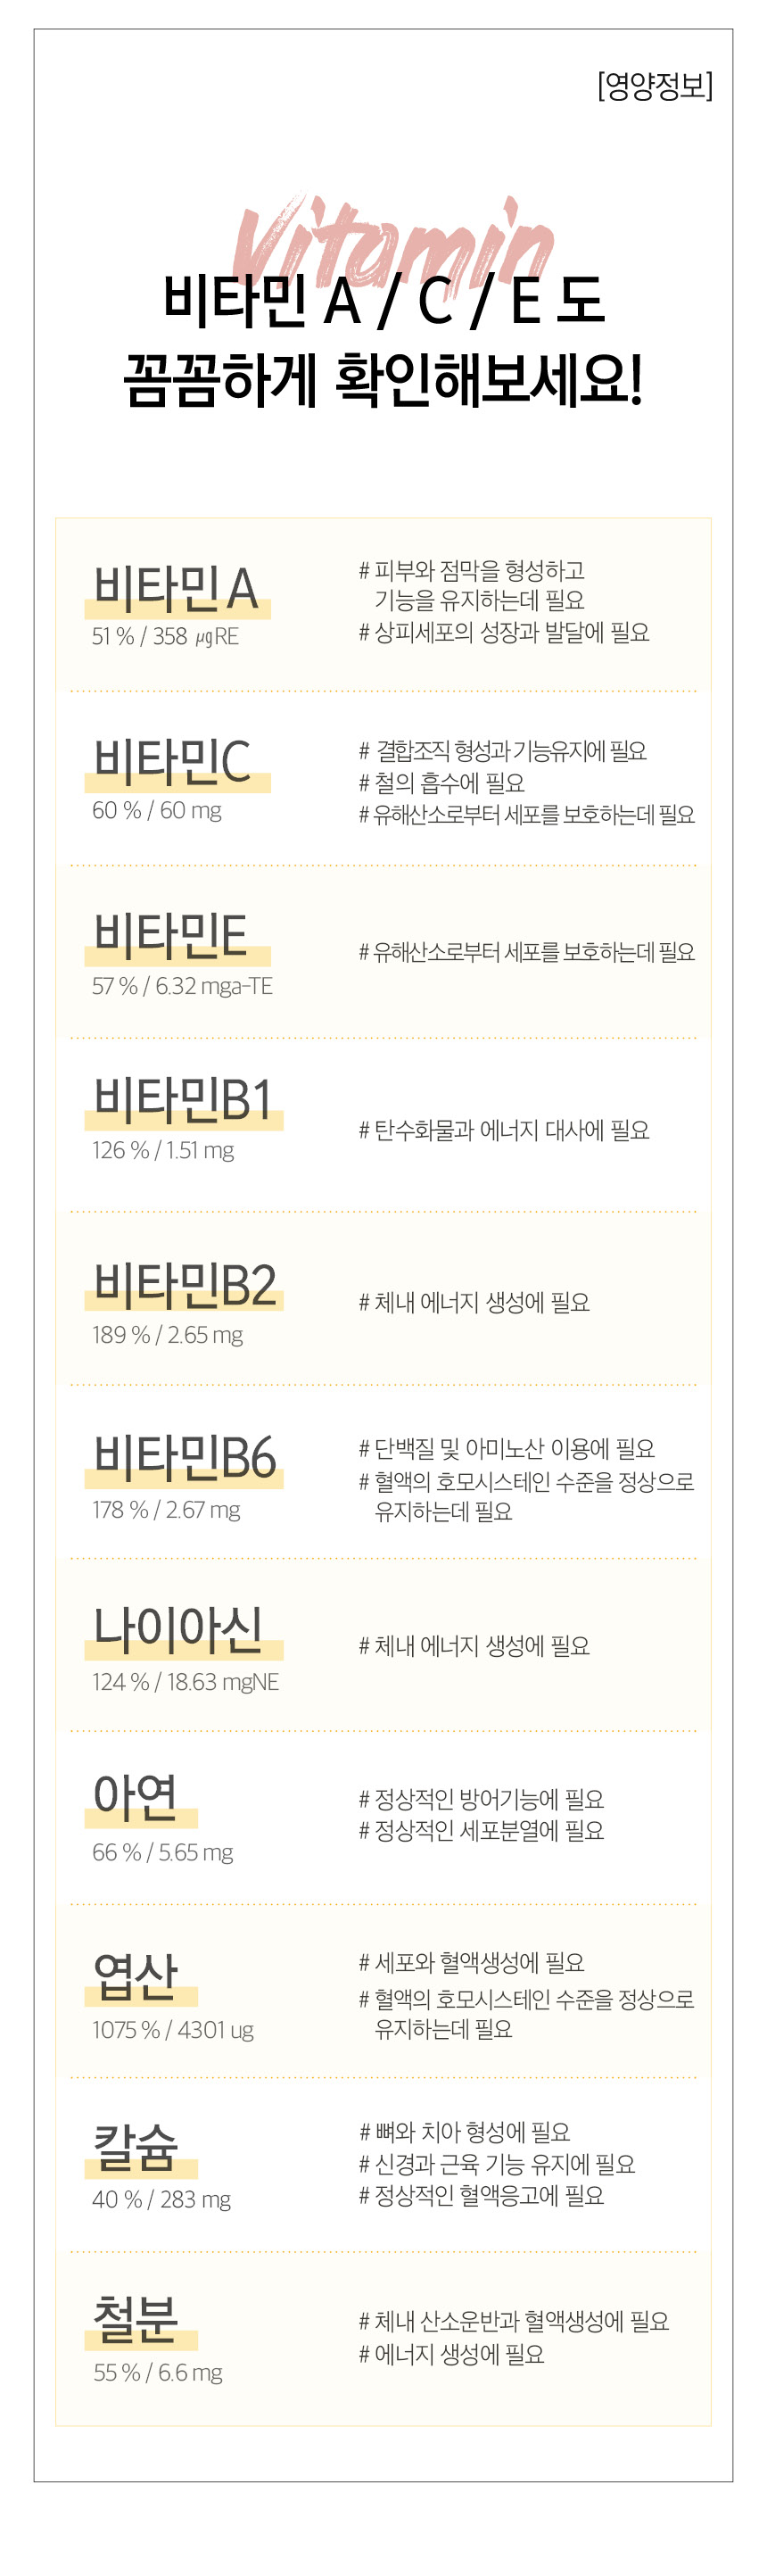 [영양정보]
Vitamin
비타민 A / C / E 도
꼼꼼하게 확인해보세요!
비타민 A
51 % / 358 ㎍RE
# 피부와 점막을 형성하고
기능을 유지하는데 필요
# 상피세포의 성장과 발달에 필요
비타민C
60 % / 60 mg
# 결합조직 형성과 기능유지에 필요
# 철의 흡수에 필요
# 유해산소로부터 세포를 보호하는데 필요
비타민E
57 % / 6.32 mga-TE
# 유해산소로부터 세포를 보호하는데 필요
비타민B1
126 % / 1.51 mg
# 탄수화물과 에너지 대사에 필요
비타민B2
189 % / 2.65 mg
# 체내 에너지 생성에 필요
비타민B6
178 % / 2.67 mg
# 단백질 및 아미노산 이용에 필요
# 혈액의 호모시스테인 수준을 정상으로
유지하는데 필요
나이아신
124 % / 18.63 mgNE
# 체내 에너지 생성에 필요
아연
66 % / 5.65 mg
# 정상적인 방어기능에 필요
# 정상적인 세포분열에 필요
엽산
1075 % / 4301 ug
# 세포와 혈액생성에 필요
# 혈액의 호모시스테인 수준을 정상으로
유지하는데 필요
칼슘
40 % / 283 mg
# 뼈와 치아 형성에 필요
# 신경과 근육 기능 유지에 필요
# 정상적인 혈액응고에 필요
철분
55 % / 6.6 mg
# 체내 산소운반과 혈액생성에 필요
# 에너지 생성에 필요